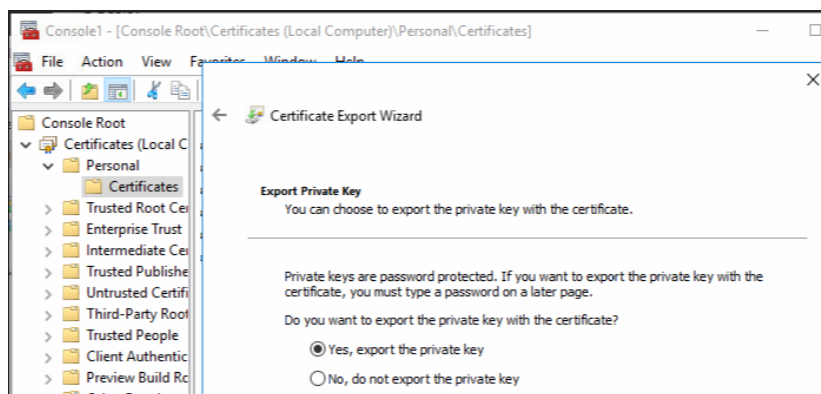 Console1 - [Console Root\Certificates (Local Computer)\Personal\Certificates]
File Action View Favorites Window Help
Console Root
Certificates (Local C
Personal
Certificates
Trusted Root Cer
Enterprise Trust
Intermediate Cer
Trusted Publishe
Untrusted Certifi
Third-Party Root
Trusted People
Client Authentic
Preview Build Ro
Certificate Export Wizard
Export Private Key
You can choose to export the private key with the certificate.
Private keys are password protected. If you want to export the private key with the
certificate, you must type a password on a later page.
Do you want to export the private key with the certificate?
Yes, export the private key
No, do not export the private key